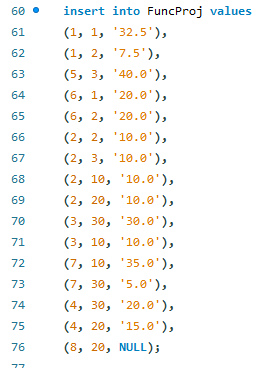 60 insert into FuncProj values
61 (1, 1, '32.5'),
62 (1, 2, '7.5'),
63 (5, 3, '40.0'),
64 (6, 1, '20.0'),
65 (6, 2, '20.0'),
66 (2, 2, '10.0'),
67 (2, 3, '10.0'),
68 (2, 10, '10.0'),
69 (2, 20, '10.0'),
70 (3, 30, '30.0'),
71 (3, 10, '10.0'),
72 (7, 10, '35.0'),
73 (7, 30, '5.0'),
74 (4, 30, '20.0'),
75 (4, 20, '15.0'),
76 (8, 20, NULL);
77